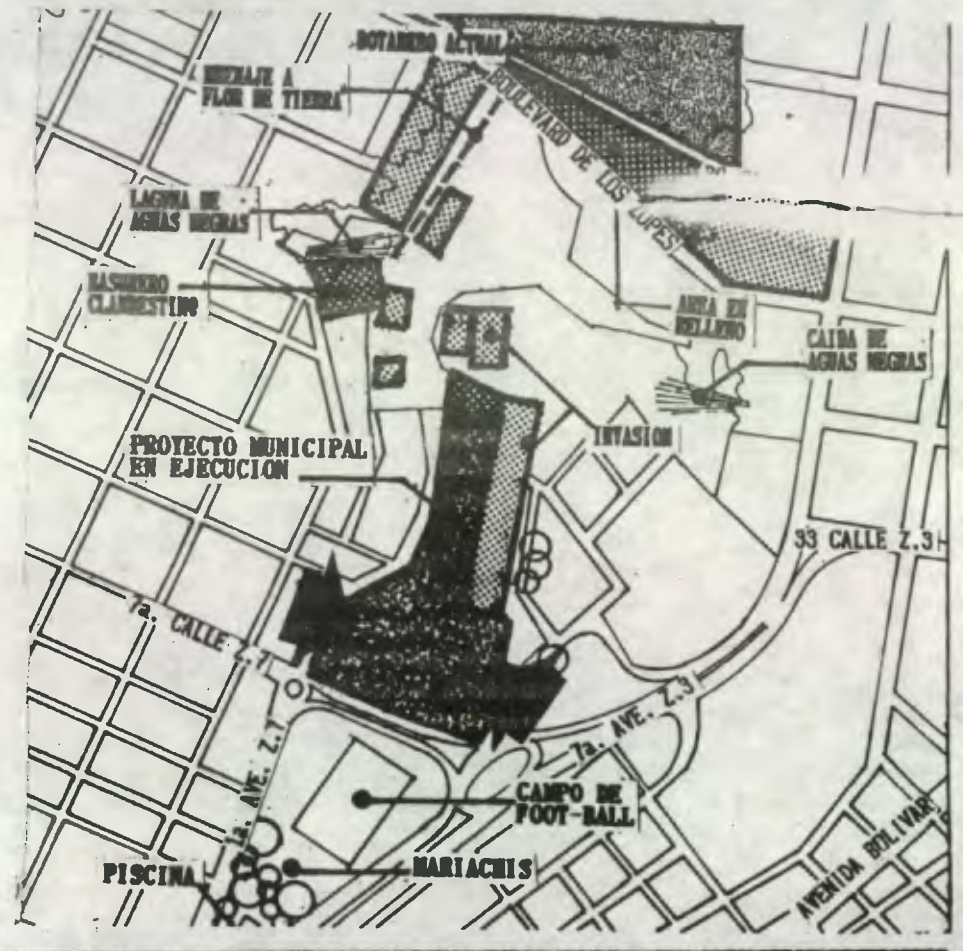 BOTADERO ACTUAL
DRENAJE A
FLOR DE TIERRA
BOULEVARD DE LOS LUPES
LAGUNA DE
AGUAS NEGRAS
BASURERO
CLANDESTINO
AREA EN
RELLENO
CAIDA DE
AGUAS NEGRAS
INVASION
PROYECTO MUNICIPAL
EN EJECUCION
33 CALLE Z.3
7a. CALLE Z.7
7a. AVE. Z.3
1a. AVE. Z.7
CAMPO DE
FOOT-BALL
MARIACHIS
PISCINA
AVENIDA BOLIVAR